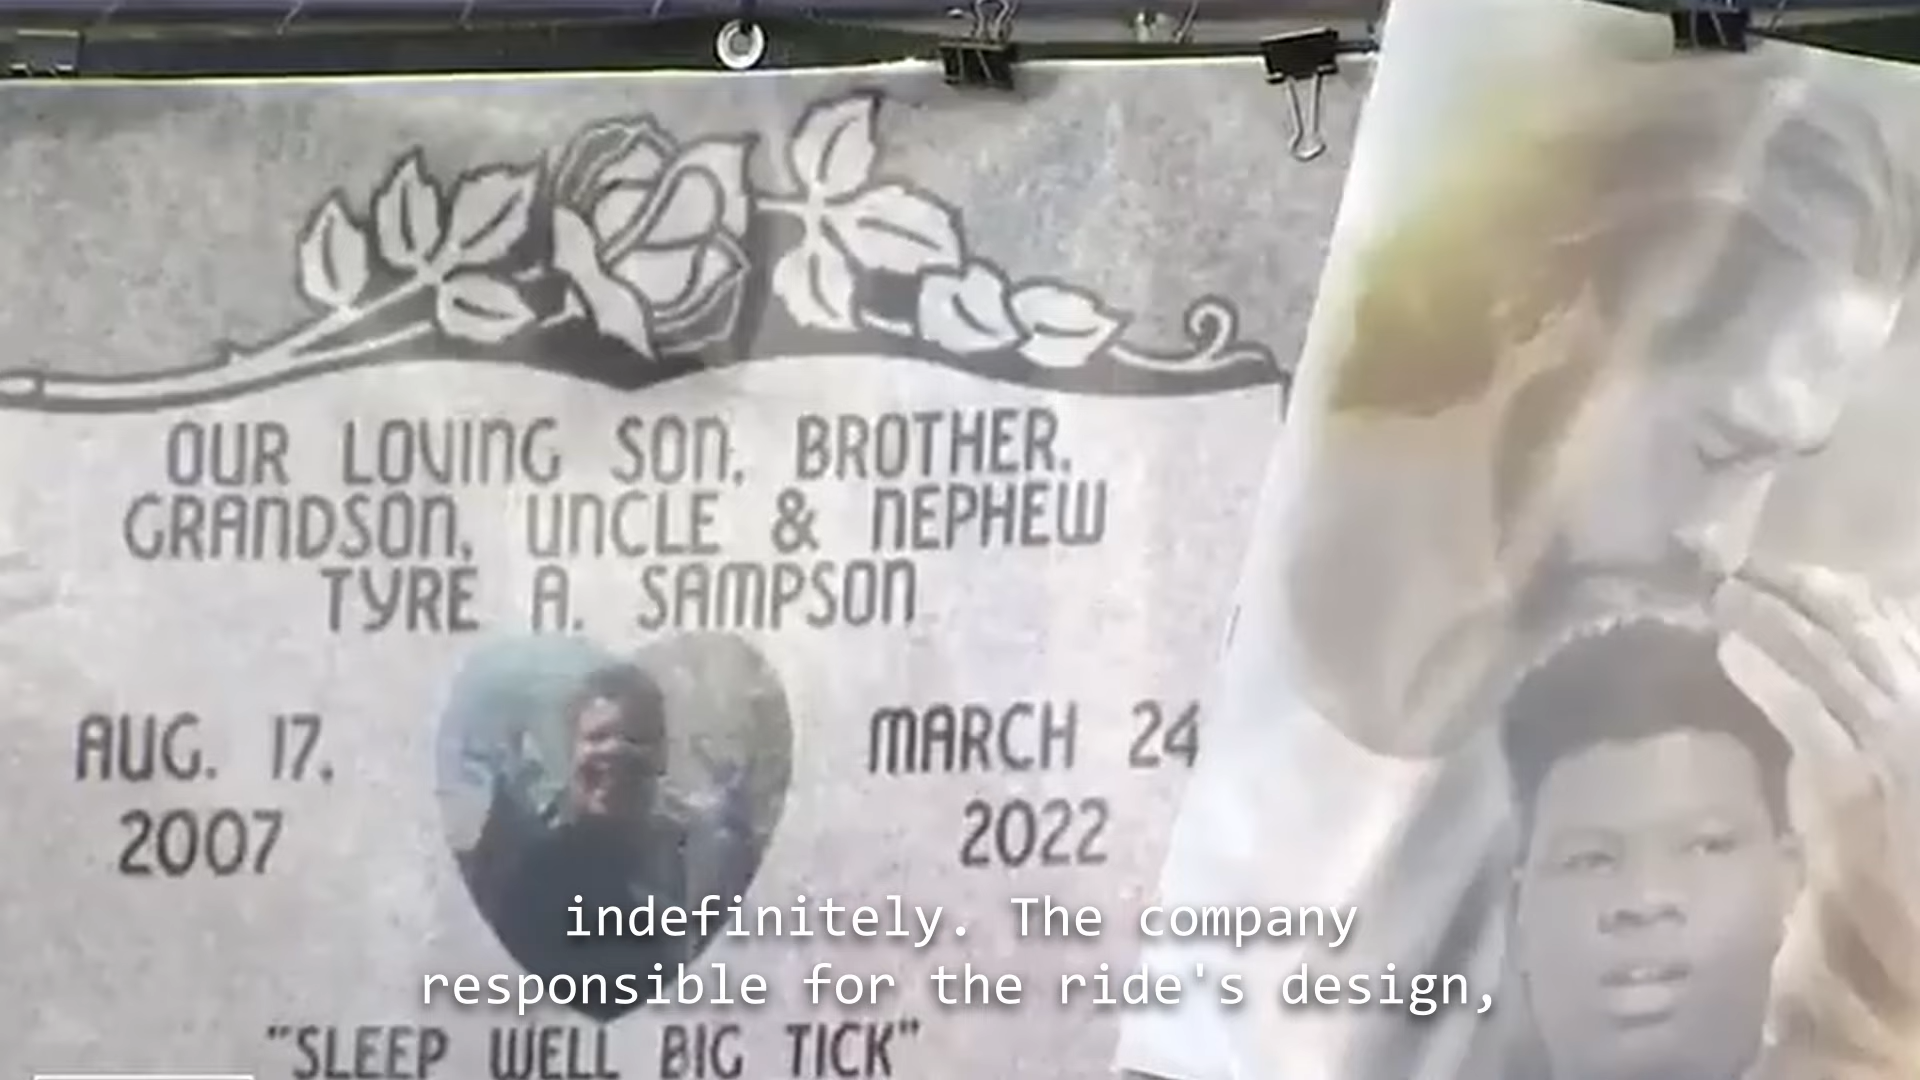 OUR LOVING SON, BROTHER,
GRANDSON, UNCLE & NEPHEW
TYRE A. SAMPSON
AUG. 17,
2007
MARCH 24
2022
indefinitely. The company
responsible for the ride's design,
"SLEEP WELL BIG TICK"